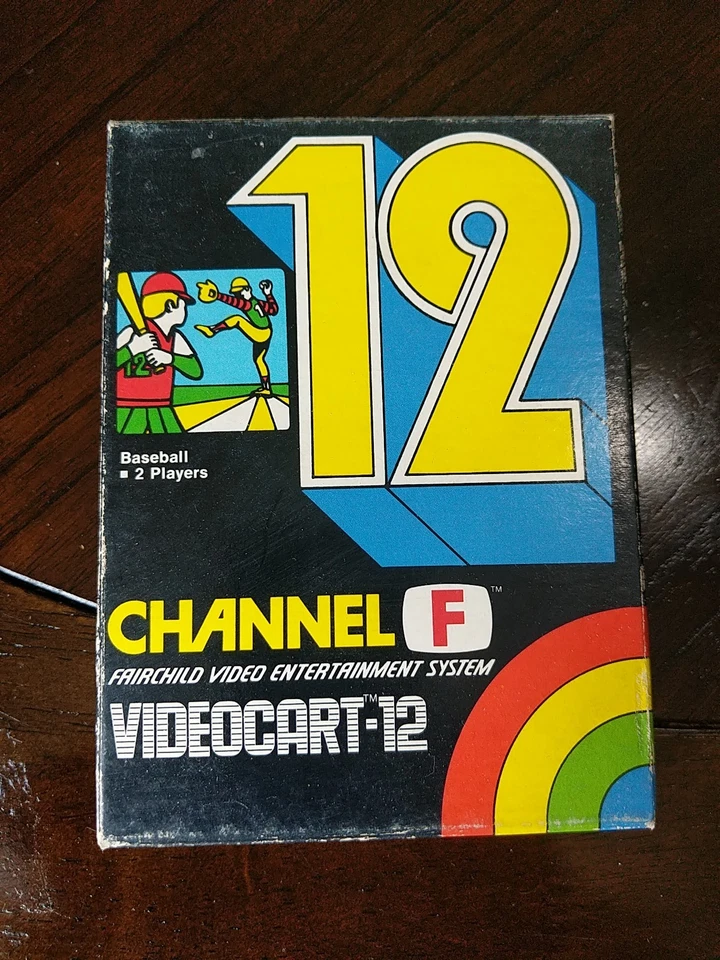 12
12
Baseball
▪ 2 Players
CHANNEL F™
FAIRCHILD VIDEO ENTERTAINMENT SYSTEM
VIDEOCART™-12